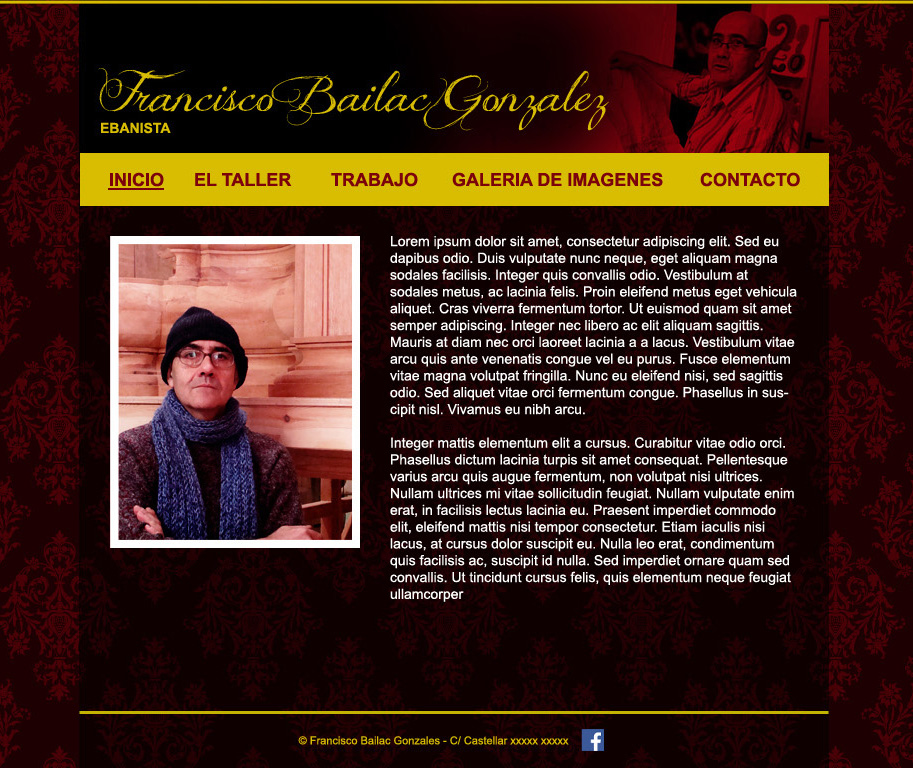 Francisco Bailac Gonzalez
EBANISTA
INICIO EL TALLER TRABAJO GALERIA DE IMAGENES CONTACTO
Lorem ipsum dolor sit amet, consectetur adipiscing elit. Sed eu
dapibus odio. Duis vulputate nunc neque, eget aliquam magna
sodales facilisis. Integer quis convallis odio. Vestibulum at
sodales metus, ac lacinia felis. Proin eleifend metus eget vehicula
aliquet. Cras viverra fermentum tortor. Ut euismod quam sit amet
semper adipiscing. Integer nec libero ac elit aliquam sagittis.
Mauris at diam nec orci laoreet lacinia a a lacus. Vestibulum vitae
arcu quis ante venenatis congue vel eu purus. Fusce elementum
vitae magna volutpat fringilla. Nunc eu eleifend nisi, sed sagittis
odio. Sed aliquet vitae orci fermentum congue. Phasellus in sus-
cipit nisl. Vivamus eu nibh arcu.
Integer mattis elementum elit a cursus. Curabitur vitae odio orci.
Phasellus dictum lacinia turpis sit amet consequat. Pellentesque
varius arcu quis augue fermentum, non volutpat nisi ultrices.
Nullam ultrices mi vitae sollicitudin feugiat. Nullam vulputate enim
erat, in facilisis lectus lacinia eu. Praesent imperdiet commodo
elit, eleifend mattis nisi tempor consectetur. Etiam iaculis nisi
lacus, at cursus dolor suscipit eu. Nulla leo erat, condimentum
quis facilisis ac, suscipit id nulla. Sed imperdiet ornare quam sed
convallis. Ut tincidunt cursus felis, quis elementum neque feugiat
ullamcorper
© Francisco Bailac Gonzales - C/ Castellar xxxxx xxxxx f